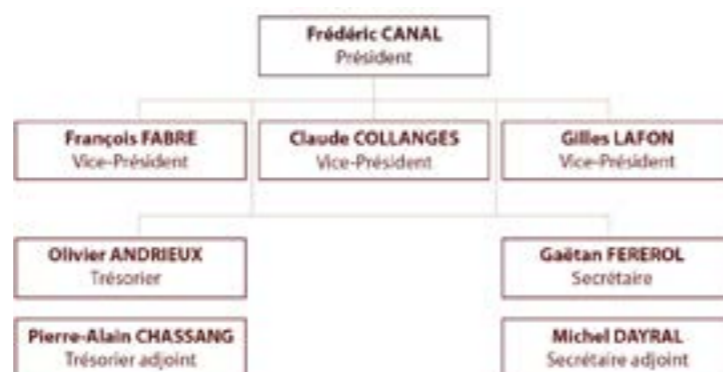 Frédéric CANAL
Président
François FABRE
Vice-Président
Claude COLLANGES
Vice-Président
Gilles LAFON
Vice-Président
Olivier ANDRIEUX
Trésorier
Gaëtan FEREROL
Secrétaire
Pierre-Alain CHASSANG
Trésorier adjoint
Michel DAYRAL
Secrétaire adjoint